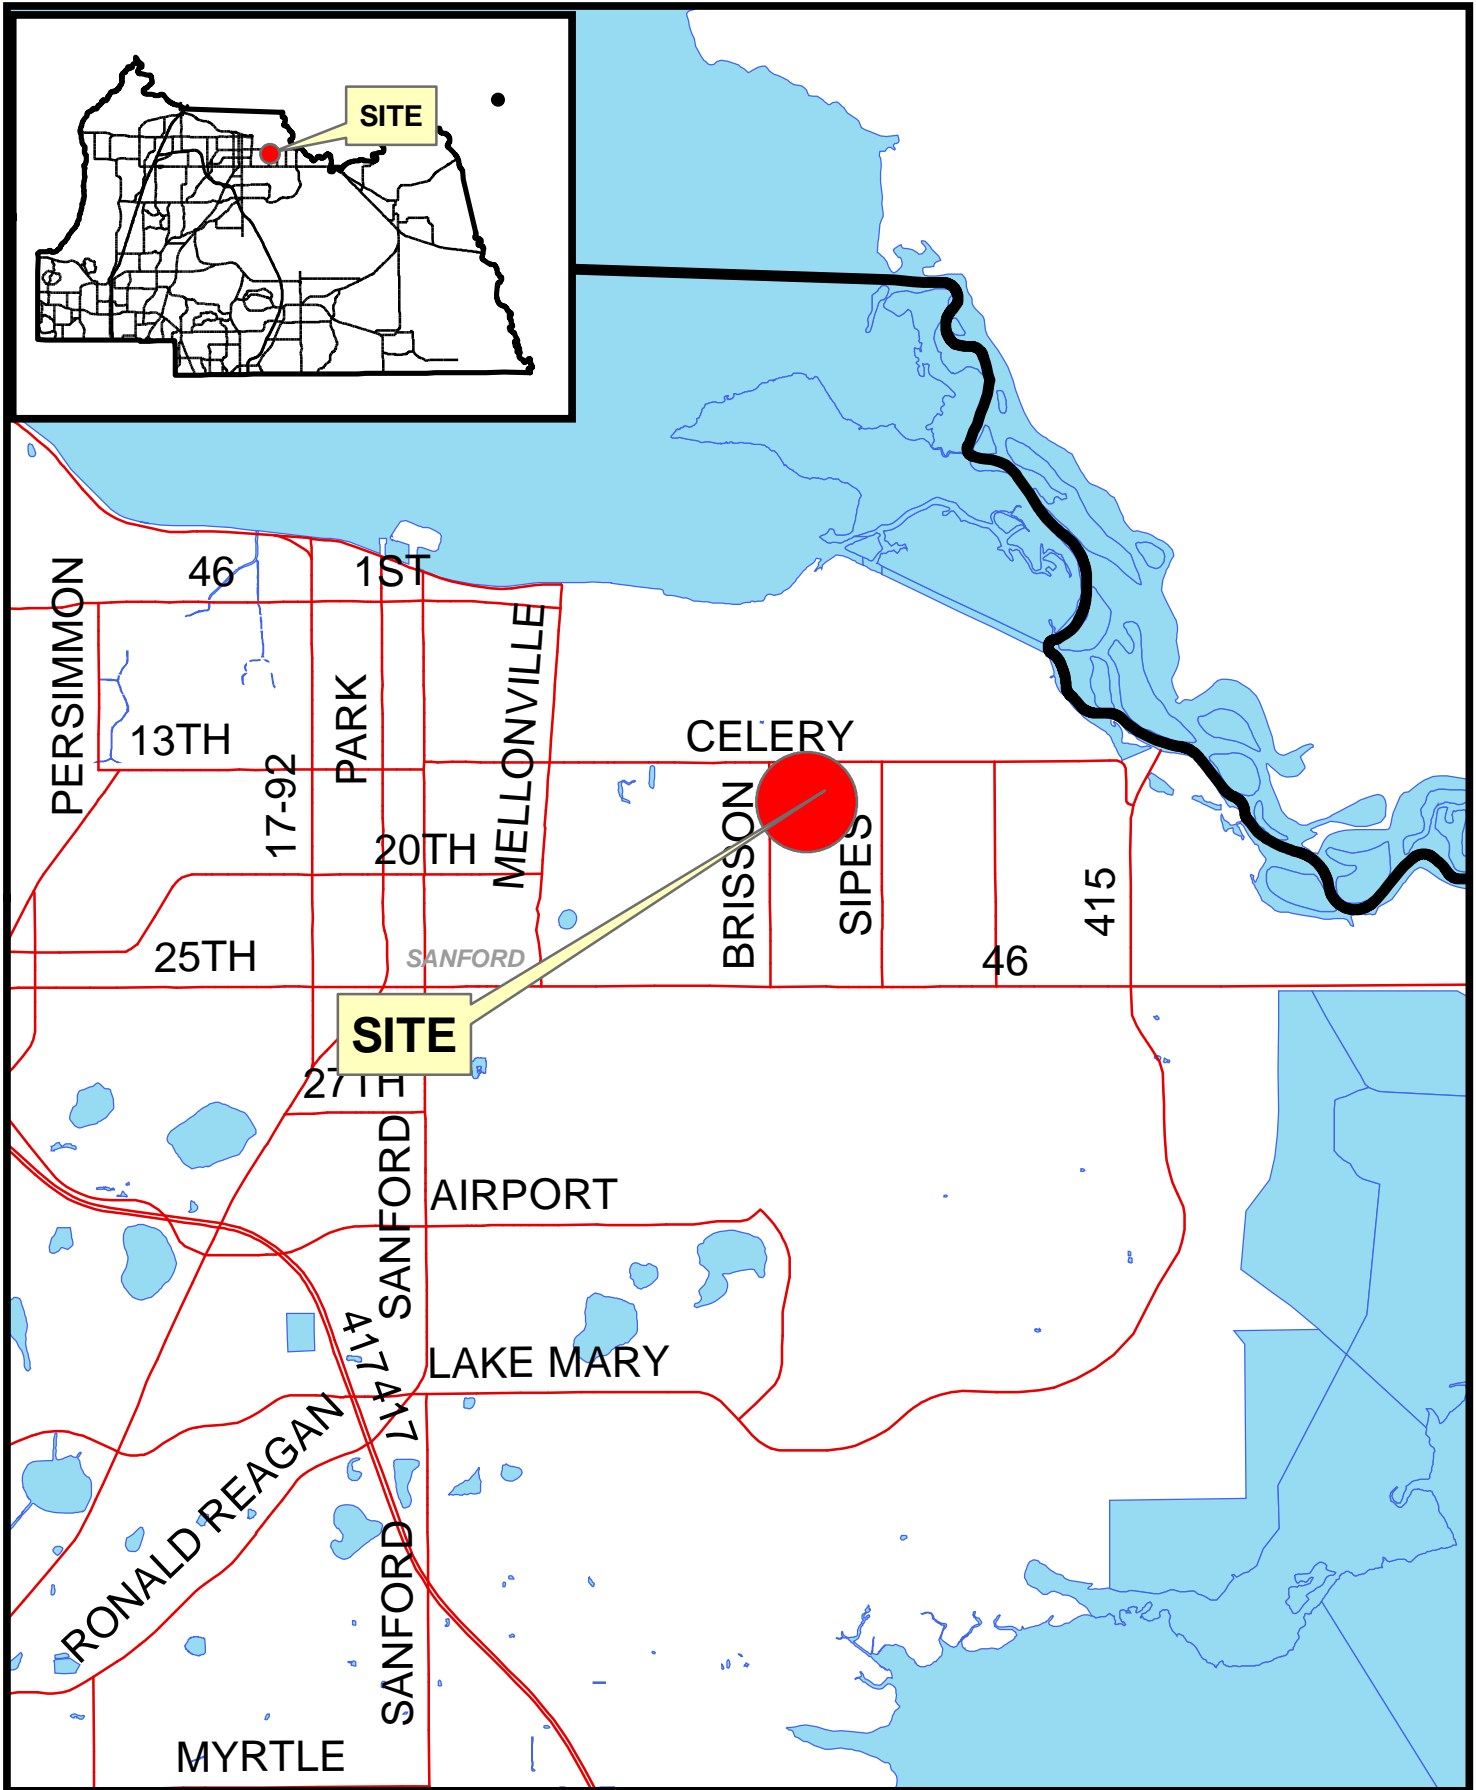 SITE
46
1ST
PERSIMMON
MELLONVILLE
PARK
13TH
CELERY
17-92
BRISSON
20TH
SIPES
415
25TH
SANFORD
46
SITE
27TH
SANFORD
AIRPORT
417
LAKE MARY
417
RONALD REAGAN
SANFORD
MYRTLE